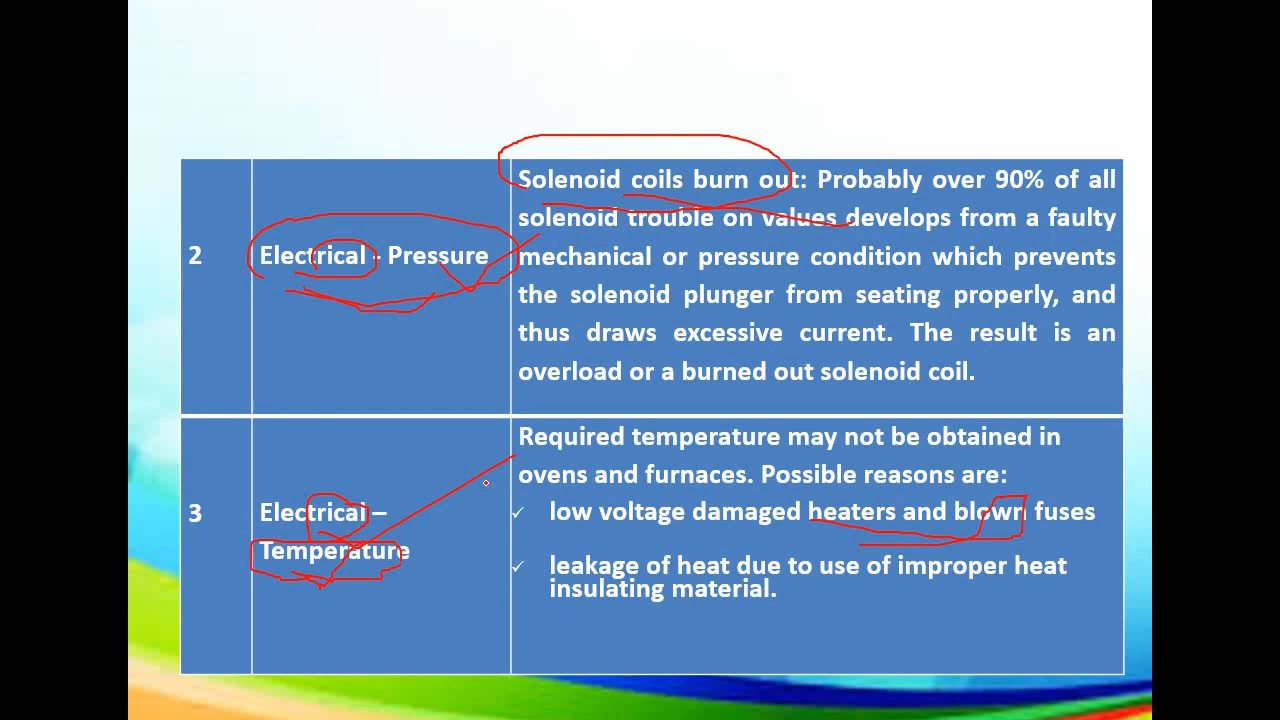 2
Electrical - Pressure
Solenoid coils burn out: Probably over 90% of all
solenoid trouble on values develops from a faulty
mechanical or pressure condition which prevents
the solenoid plunger from seating properly, and
thus draws excessive current. The result is an
overload or a burned out solenoid coil.
3
Electrical –
Temperature
Required temperature may not be obtained in
ovens and furnaces. Possible reasons are:
✓ low voltage damaged heaters and blown fuses
✓ leakage of heat due to use of improper heat
insulating material.